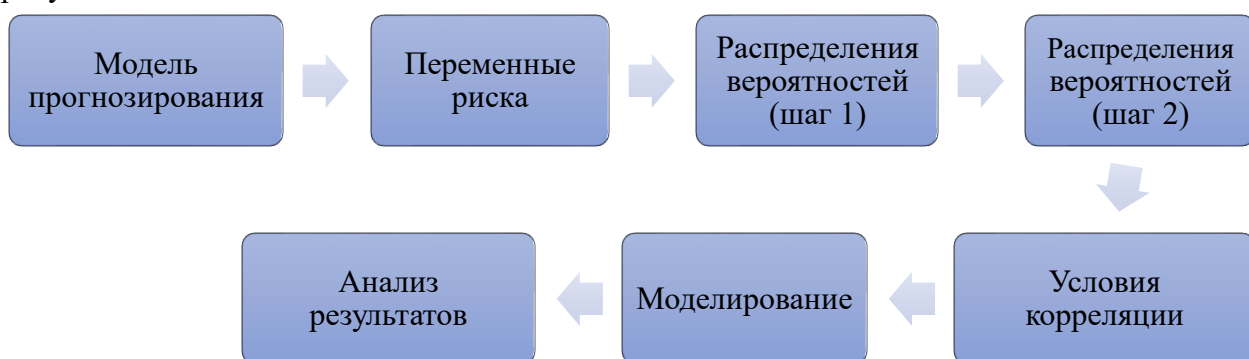 Модель
прогнозирования
Переменные
риска
Распределения
вероятностей
(шаг 1)
Распределения
вероятностей
(шаг 2)
Условия
корреляции
Моделирование
Анализ
результатов